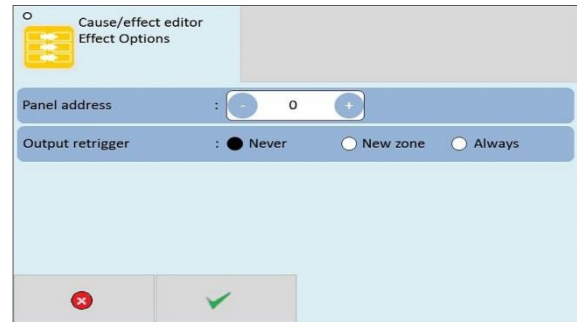 Cause/effect editor
Effect Options
Panel address : - 0 +
Output retrigger : Never New zone Always